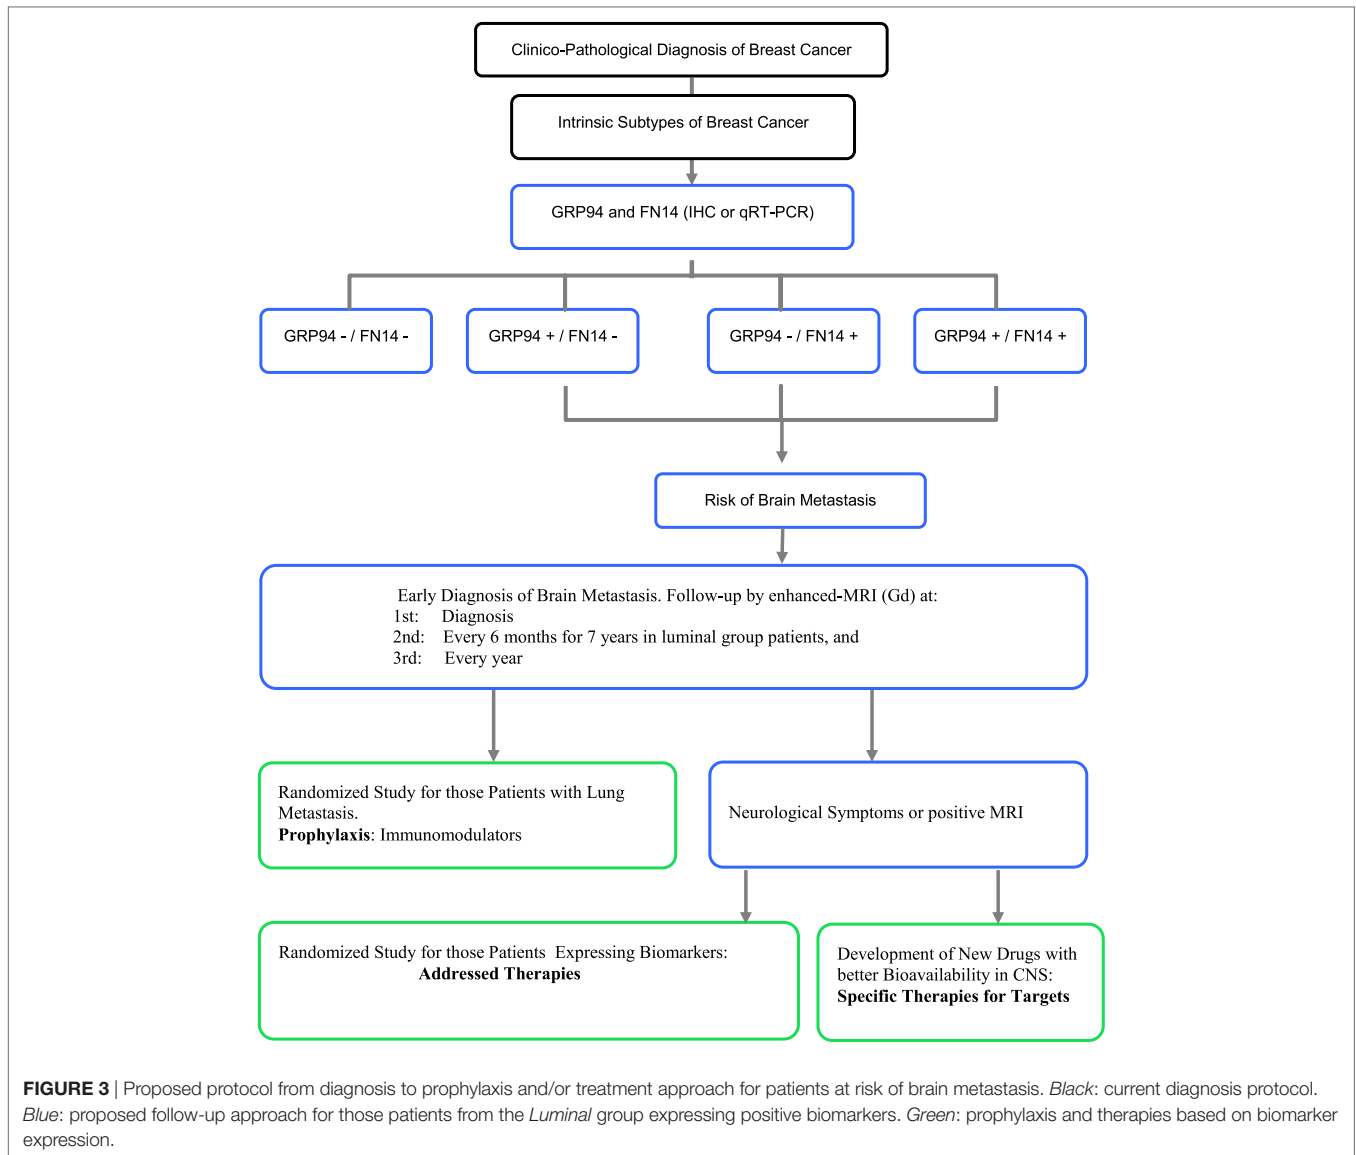 Clinico-Pathological Diagnosis of Breast Cancer
Intrinsic Subtypes of Breast Cancer
GRP94 and FN14 (IHC or qRT-PCR)
GRP94 - / FN14 -
GRP94 + / FN14 -
GRP94 - / FN14 +
GRP94 + / FN14 +
Risk of Brain Metastasis
Early Diagnosis of Brain Metastasis. Follow-up by enhanced-MRI (Gd) at:
1st: Diagnosis
2nd: Every 6 months for 7 years in luminal group patients, and
3rd: Every year
Randomized Study for those Patients with Lung
Metastasis.
Prophylaxis: Immunomodulators
Neurological Symptoms or positive MRI
Randomized Study for those Patients Expressing Biomarkers:
Addressed Therapies
Development of New Drugs with
better Bioavailability in CNS:
Specific Therapies for Targets
FIGURE 3 | Proposed protocol from diagnosis to prophylaxis and/or treatment approach for patients at risk of brain metastasis. Black: current diagnosis protocol.
Blue: proposed follow-up approach for those patients from the Luminal group expressing positive biomarkers. Green: prophylaxis and therapies based on biomarker
expression.